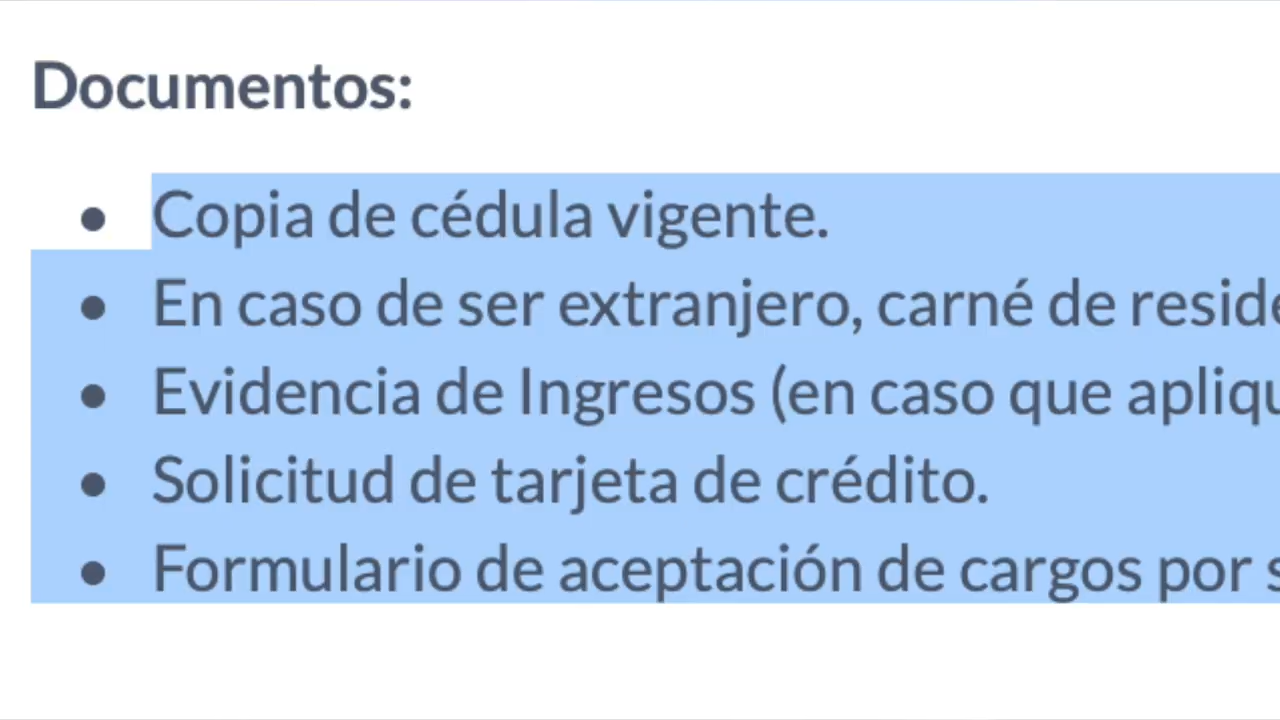 Documentos:
• Copia de cédula vigente.
• En caso de ser extranjero, carné de
• Evidencia de Ingresos (en caso que
• Solicitud de tarjeta de crédito.
• Formulario de aceptación de cargos por